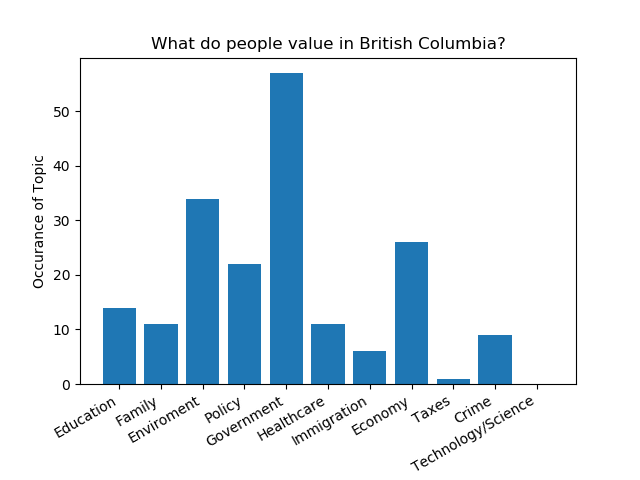 What do people value in British Columbia?
Occurance of Topic
50
40
30
20
10
0
Education
Family
Enviroment
Policy
Government
Healthcare
Immigration
Economy
Taxes
Crime
Technology/Science